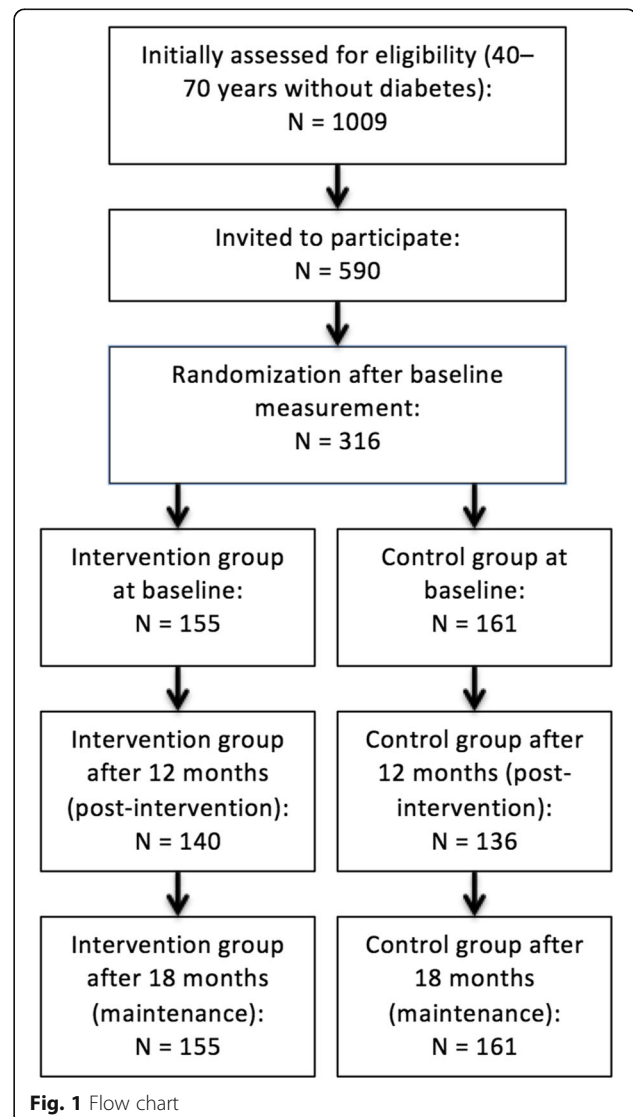 Initially assessed for eligibility (40–
70 years without diabetes):
N = 1009
Invited to participate:
N = 590
Randomization after baseline
measurement:
N = 316
Intervention group
at baseline:
N = 155
Control group at
baseline:
N = 161
Intervention group
after 12 months
(post-intervention):
N = 140
Control group after
12 months (post-
intervention):
N = 136
Intervention group
after 18 months
(maintenance):
N = 155
Control group after
18 months
(maintenance):
N = 161
Fig. 1 Flow chart